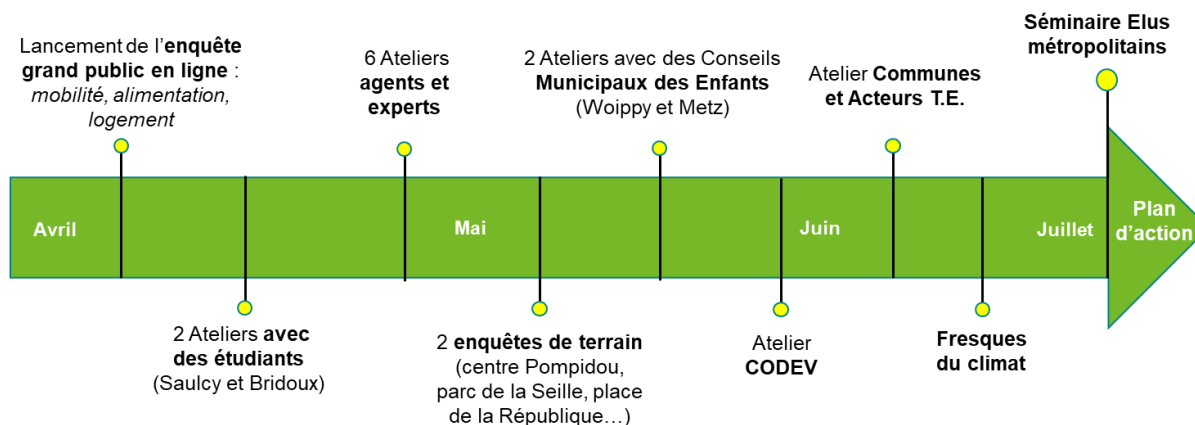 Lancement de l'enquête
grand public en ligne :
mobilité, alimentation,
logement
6 Ateliers
agents et
experts
2 Ateliers avec des Conseils
Municipaux des Enfants
(Woippy et Metz)
Atelier Communes
et Acteurs T.E.
Séminaire Elus
métropolitains
Avril
Mai
Juin
Juillet
Plan
d'action
2 Ateliers avec
des étudiants
(Saulcy et Bridoux)
2 enquêtes de terrain
(centre Pompidou,
parc de la Seille, place
de la République…)
Atelier
CODEV
Fresques
du climat